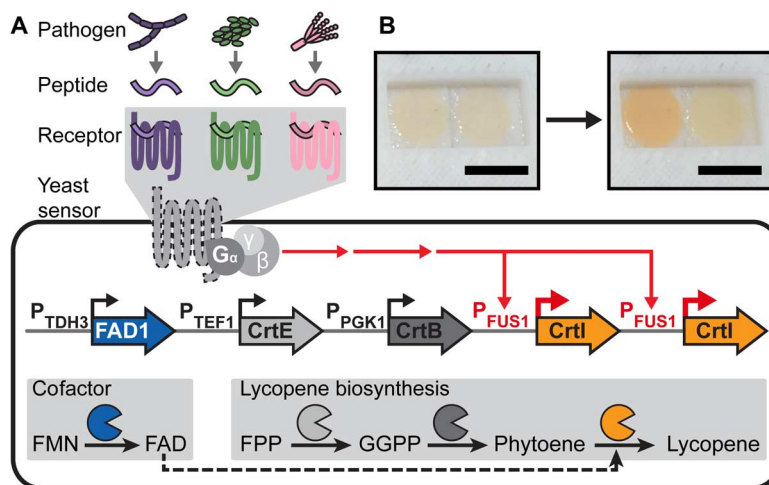 A
Pathogen
Peptide
Receptor
Yeast
sensor
B
Gα
γ
β
PTDH3
FAD1
PTEF1
CrtE
PPGK1
CrtB
PFUS1
CrtI
PFUS1
CrtI
Cofactor
FMN
FAD
Lycopene biosynthesis
FPP
GGPP
Phytoene
Lycopene